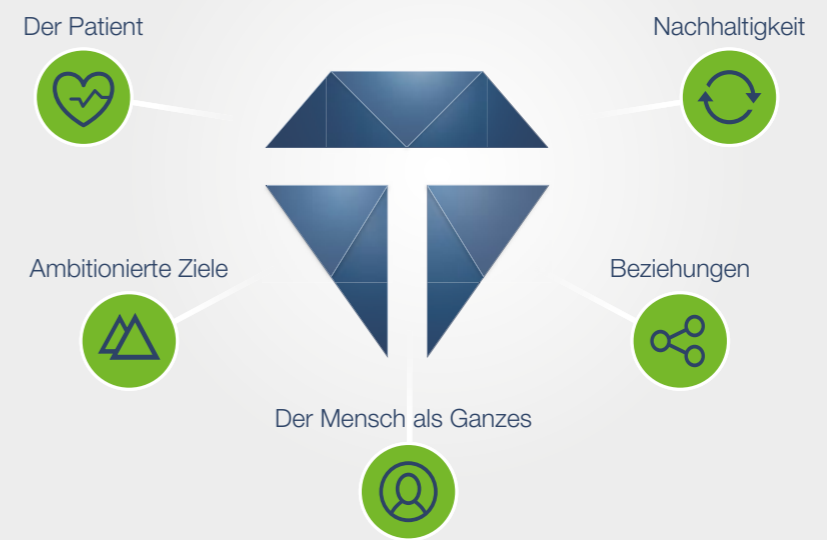 Der Patient
Nachhaltigkeit
Ambitionierte Ziele
Beziehungen
Der Mensch als Ganzes